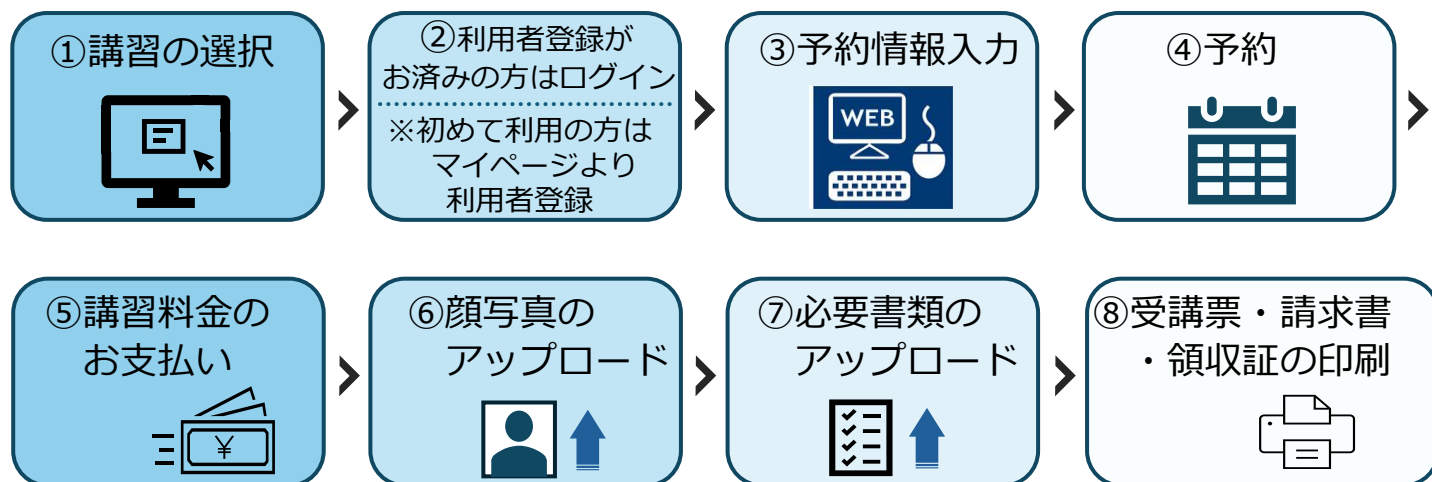 ①講習の選択
②利用者登録が
お済みの方はログイン
※初めて利用の方は
マイページより
利用者登録
③予約情報入力
WEB
④予約
⑤講習料金の
お支払い
¥
⑥顔写真の
アップロード
⑦必要書類の
アップロード
⑧受講票・請求書
・領収証の印刷